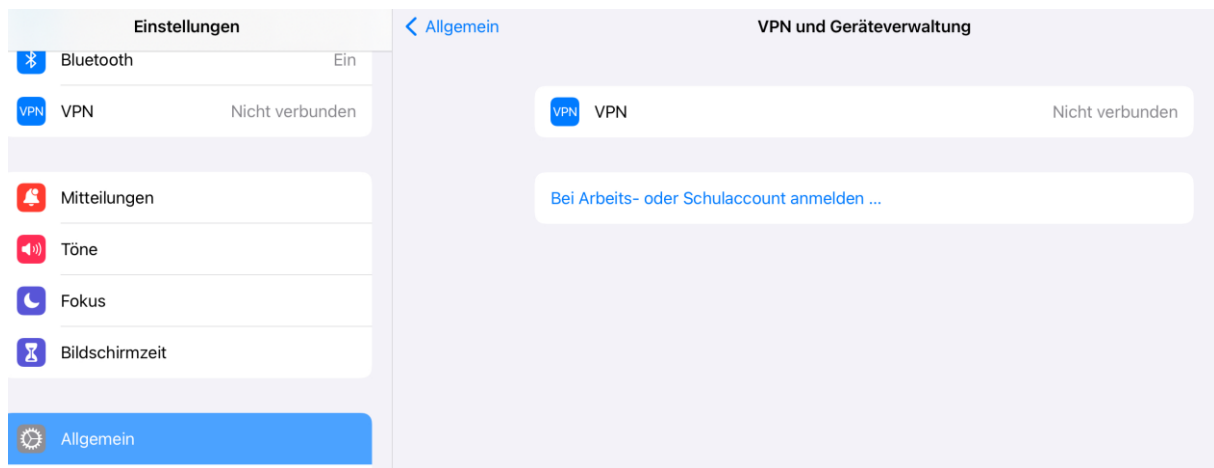 Einstellungen
Bluetooth Ein
VPN VPN Nicht verbunden
Mitteilungen
Töne
Fokus
Bildschirmzeit
Allgemein
Allgemein
VPN und Geräteverwaltung
VPN VPN Nicht verbunden
Bei Arbeits- oder Schulaccount anmelden ...